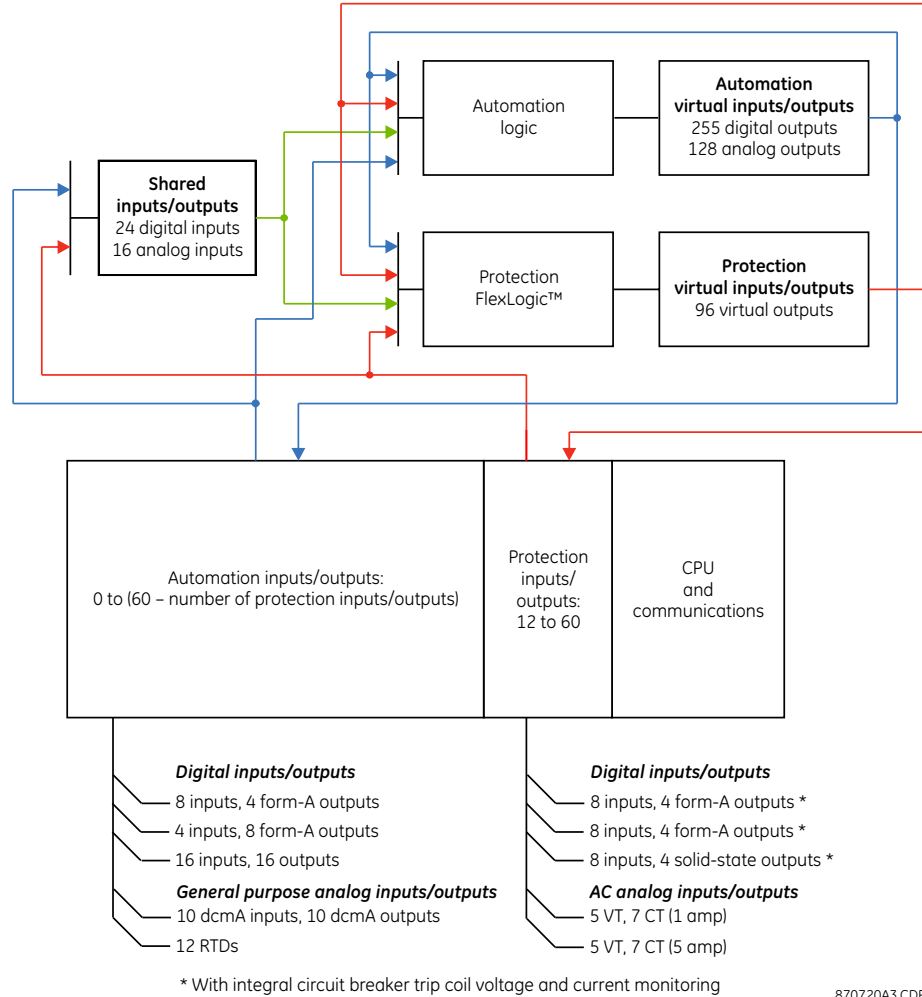 Automation
logic
Automation
virtual inputs/outputs
255 digital outputs
128 analog outputs
Shared
inputs/outputs
24 digital inputs
16 analog inputs
Protection
FlexLogic™
Protection
virtual inputs/outputs
96 virtual outputs
Automation inputs/outputs:
0 to (60 – number of protection inputs/outputs)
Protection
inputs/
outputs:
12 to 60
CPU
and
communications
Digital inputs/outputs
8 inputs, 4 form-A outputs
4 inputs, 8 form-A outputs
16 inputs, 16 outputs
General purpose analog inputs/outputs
10 dcmA inputs, 10 dcmA outputs
12 RTDs
Digital inputs/outputs
8 inputs, 4 form-A outputs *
8 inputs, 4 form-A outputs *
8 inputs, 4 solid-state outputs *
AC analog inputs/outputs
5 VT, 7 CT (1 amp)
5 VT, 7 CT (5 amp)
* With integral circuit breaker trip coil voltage and current monitoring